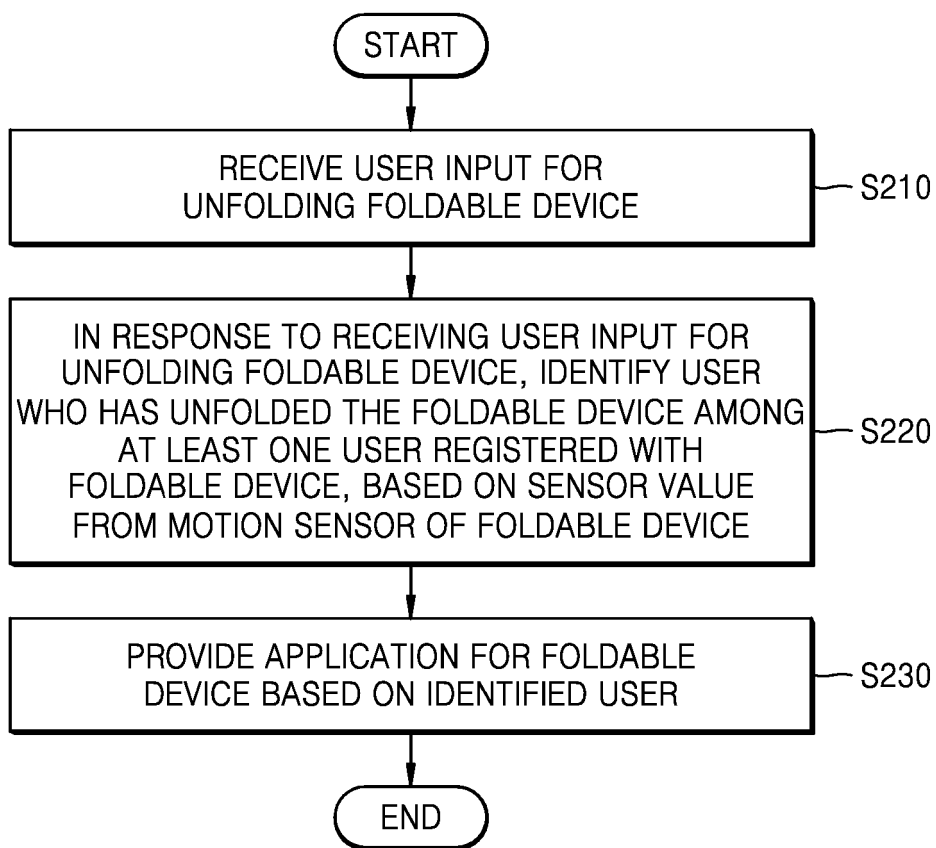 START
RECEIVE USER INPUT FOR
UNFOLDING FOLDABLE DEVICE
S210
IN RESPONSE TO RECEIVING USER INPUT FOR
UNFOLDING FOLDABLE DEVICE, IDENTIFY USER
WHO HAS UNFOLDED THE FOLDABLE DEVICE AMONG
AT LEAST ONE USER REGISTERED WITH
FOLDABLE DEVICE, BASED ON SENSOR VALUE
FROM MOTION SENSOR OF FOLDABLE DEVICE
S220
PROVIDE APPLICATION FOR FOLDABLE
DEVICE BASED ON IDENTIFIED USER
S230
END